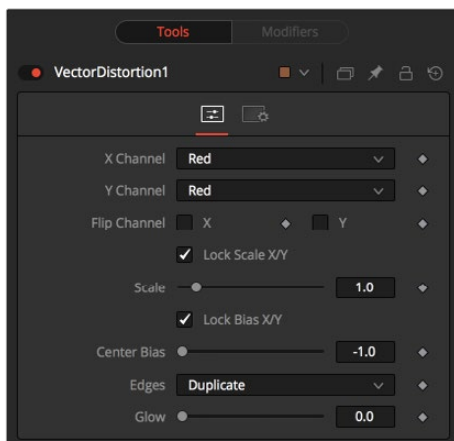 Tools Modifiers
VectorDistortion1
X Channel Red
Y Channel Red
Flip Channel X Y
Lock Scale X/Y
Scale 1.0
Lock Bias X/Y
Center Bias -1.0
Edges Duplicate
Glow 0.0